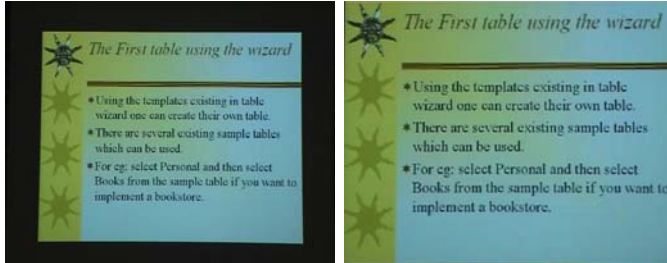 The First table using the wizard
✶Using the templates existing in table
wizard one can create their own table.
✶There are several existing sample tables
which can be used.
✶For eg: select Personal and then select
Books from the sample table if you want to
implement a bookstore.
The First table using the wizard
✶Using the templates existing in table
wizard one can create their own table.
✶There are several existing sample tables
which can be used.
✶For eg: select Personal and then select
Books from the sample table if you want to
implement a bookstore.